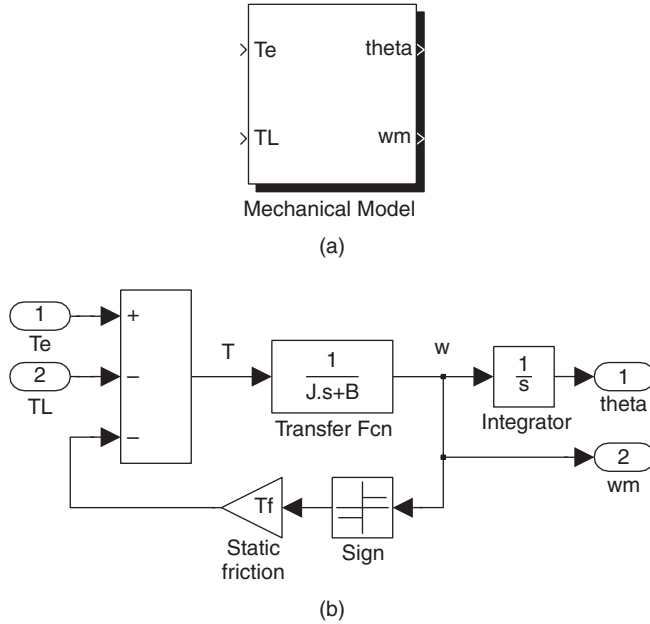 Te
theta
TL
wm
Mechanical Model
(a)
1
Te
+
2
TL
−
−
T
1
J.s+B
Transfer Fcn
w
1
s
Integrator
1
theta
2
wm
Tf
Static
friction
Sign
(b)